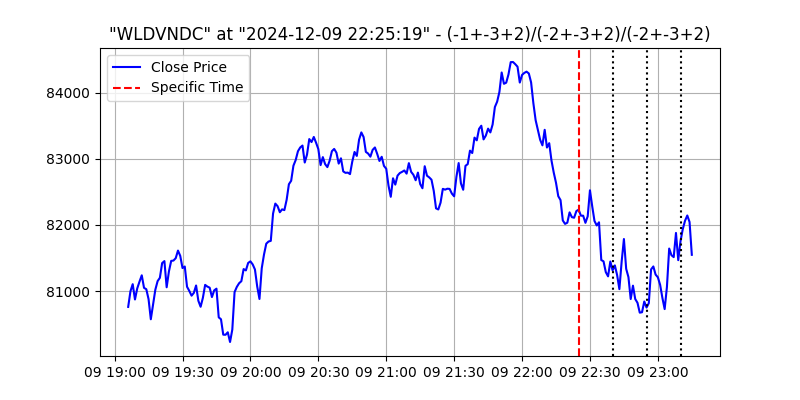 "WLDVNDC" at "2024-12-09 22:25:19" - (-1+-3+2)/(-2+-3+2)/(-2+-3+2)
Close Price
Specific Time
84000
83000
82000
81000
09 19:00 09 19:30 09 20:00 09 20:30 09 21:00 09 21:30 09 22:00 09 22:30 09 23:00